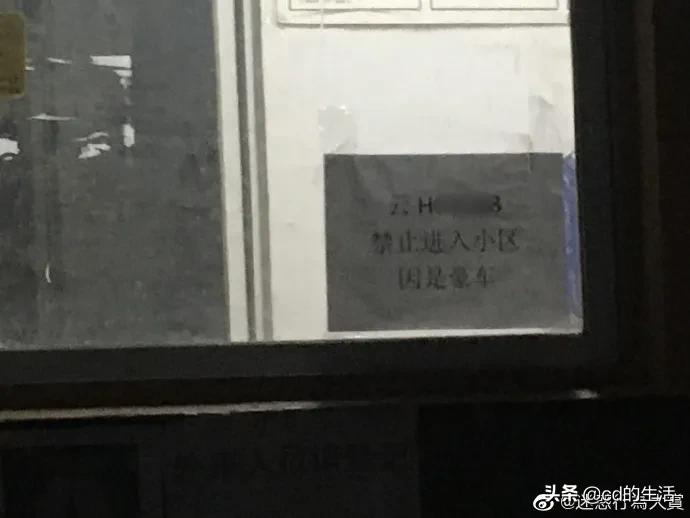 H 3
禁止进入小区
因是豪车
头条 @cd的生活
@迷惑行為大賞